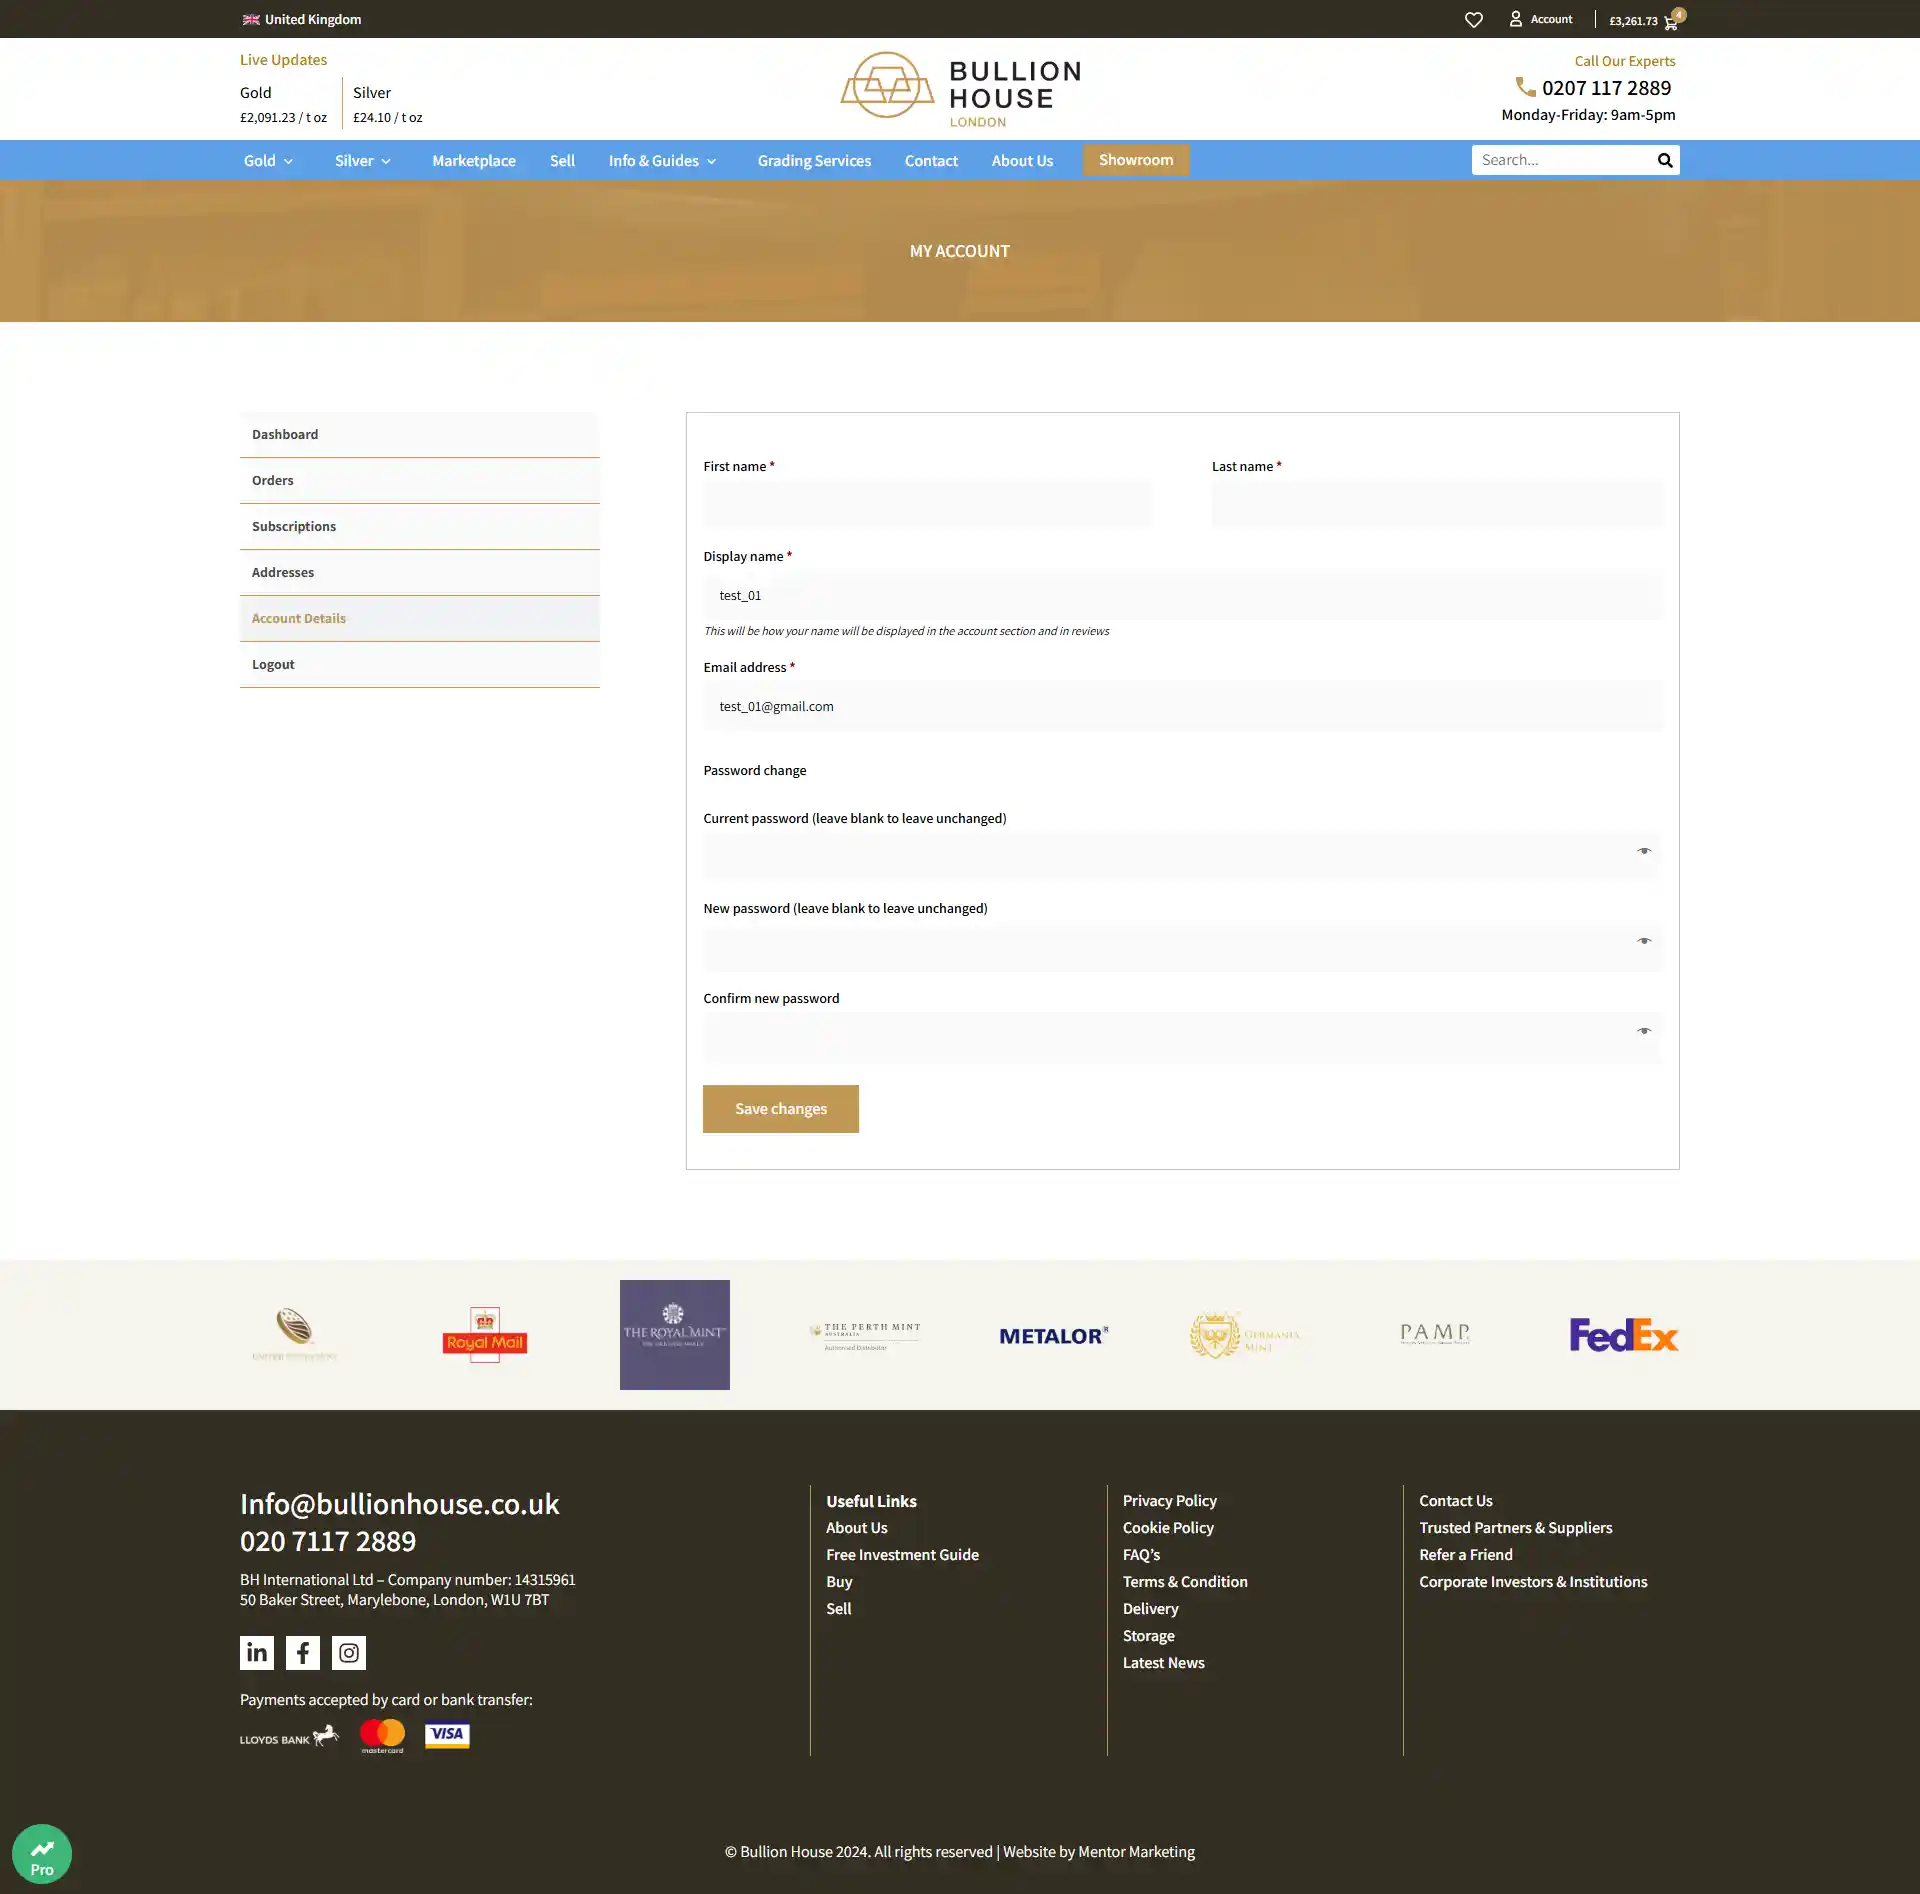 United Kingdom
Account
£3,261.73
4
Live Updates
Gold
£2,091.23 / t oz
Silver
£24.10 / t oz
BULLION
HOUSE
LONDON
Call Our Experts
0207 117 2889
Monday-Friday: 9am-5pm
Gold
Silver
Marketplace
Sell
Info & Guides
Grading Services
Contact
About Us
Showroom
Search...
MY ACCOUNT
Dashboard
Orders
Subscriptions
Addresses
Account Details
Logout
First name *
Last name *
Display name *
test_01
This will be how your name will be displayed in the account section and in reviews
Email address *
test_01@gmail.com
Password change
Current password (leave blank to leave unchanged)
New password (leave blank to leave unchanged)
Confirm new password
Save changes
Royal Mail
THE ROYAL MINT
THE PERTH MINT
AUSTRALIA
Authorised Distributor
METALOR®
GERMANIA
MINT
PAMP
FedEx
Info@bullionhouse.co.uk
020 7117 2889
BH International Ltd – Company number: 14315961
50 Baker Street, Marylebone, London, W1U 7BT
Payments accepted by card or bank transfer:
LLOYDS BANK
mastercard
VISA
Useful Links
About Us
Free Investment Guide
Buy
Sell
Privacy Policy
Cookie Policy
FAQ’s
Terms & Condition
Delivery
Storage
Latest News
Contact Us
Trusted Partners & Suppliers
Refer a Friend
Corporate Investors & Institutions
Pro
© Bullion House 2024. All rights reserved | Website by Mentor Marketing